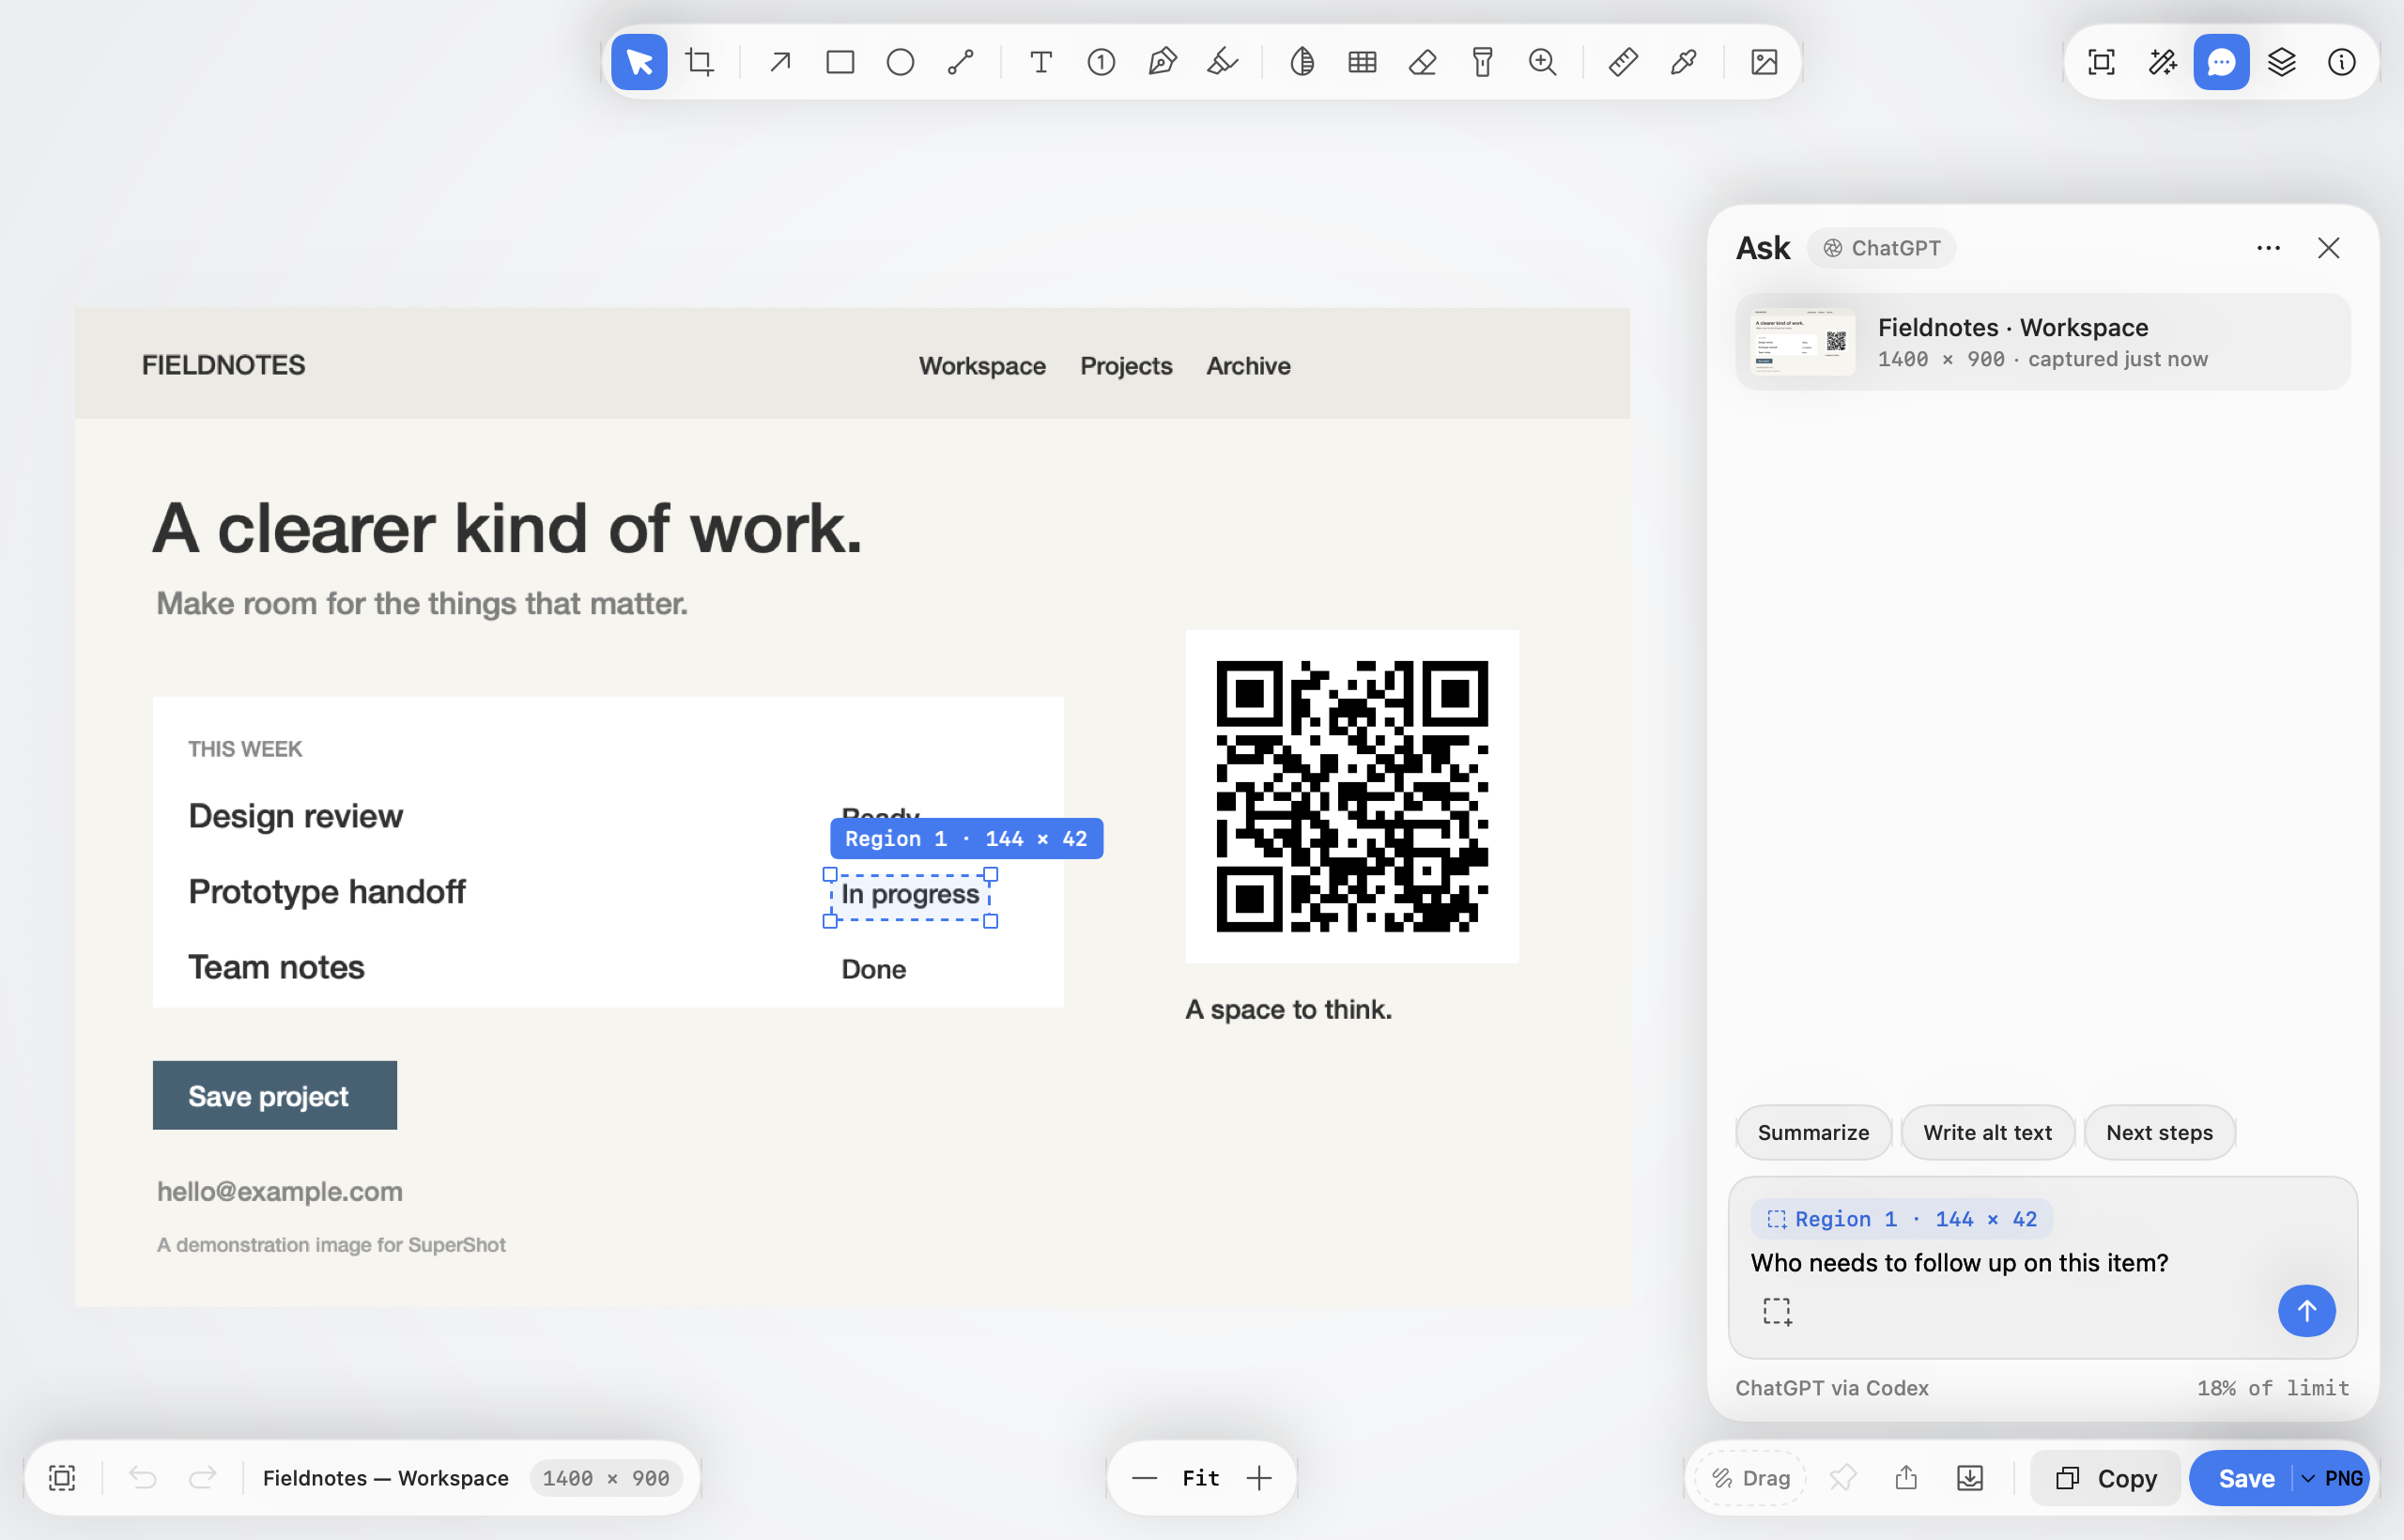 Ask
ChatGPT
Fieldnotes · Workspace
1400 × 900 · captured just now
FIELDNOTES
Workspace Projects Archive
A clearer kind of work.
Make room for the things that matter.
THIS WEEK
Design review Ready
Region 1 · 144 × 42
Prototype handoff In progress
Team notes Done
A space to think.
Save project
hello@example.com
A demonstration image for SuperShot
Summarize
Write alt text
Next steps
Region 1 · 144 × 42
Who needs to follow up on this item?
ChatGPT via Codex
18% of limit
Fieldnotes — Workspace 1400 × 900
Fit
Drag
Copy
Save
PNG